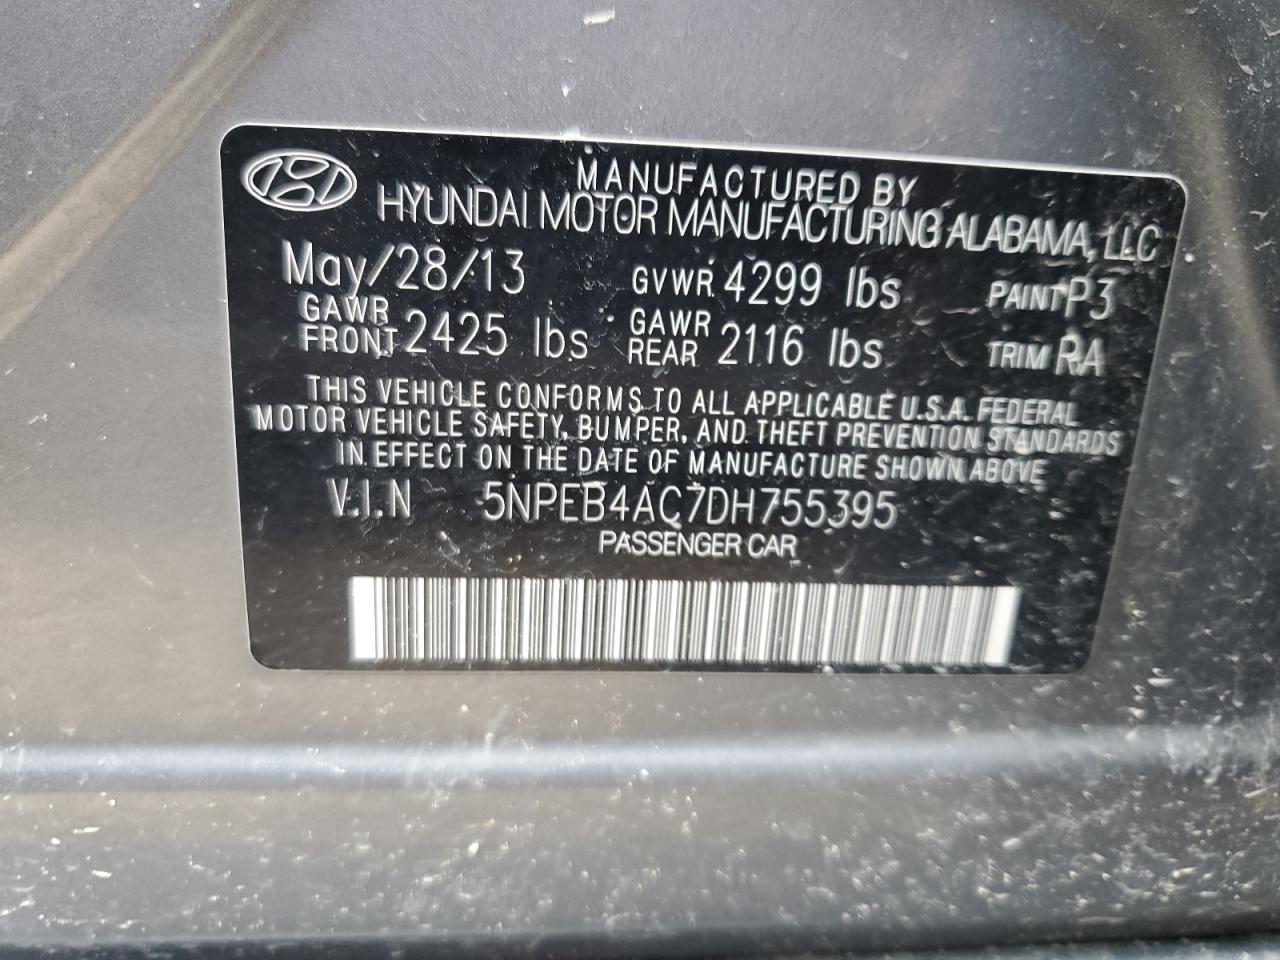 MANUFACTURED BY
HYUNDAI MOTOR MANUFACTURING ALABAMA, LLC
May/28/13 GVWR 4299 lbs PAINT P3
GAWR FRONT 2425 lbs GAWR REAR 2116 lbs TRIM RA
THIS VEHICLE CONFORMS TO ALL APPLICABLE U.S.A. FEDERAL
MOTOR VEHICLE SAFETY, BUMPER, AND THEFT PREVENTION STANDARDS
IN EFFECT ON THE DATE OF MANUFACTURE SHOWN ABOVE
V.I.N 5NPEB4AC7DH755395
PASSENGER CAR